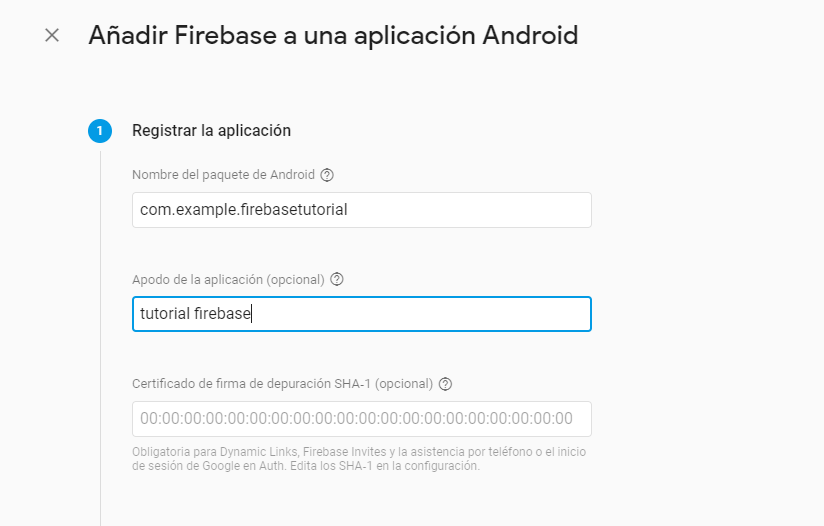 Añadir Firebase a una aplicación Android
1
Registrar la aplicación
Nombre del paquete de Android
com.example.firebasetutorial
Apodo de la aplicación (opcional)
tutorial firebase
Certificado de firma de depuración SHA-1 (opcional)
00:00:00:00:00:00:00:00:00:00:00:00:00:00:00:00:00:00:00:00
Obligatoria para Dynamic Links, Firebase Invites y la asistencia por teléfono o el inicio
de sesión de Google en Auth. Edita los SHA-1 en la configuración.